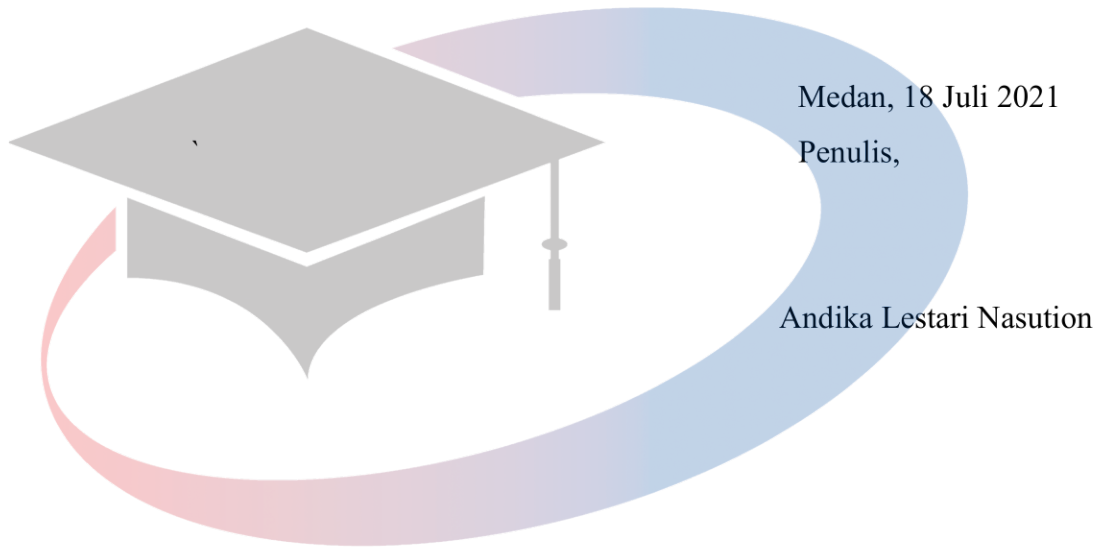 Medan, 18 Juli 2021
`
Penulis,
Andika Lestari Nasution